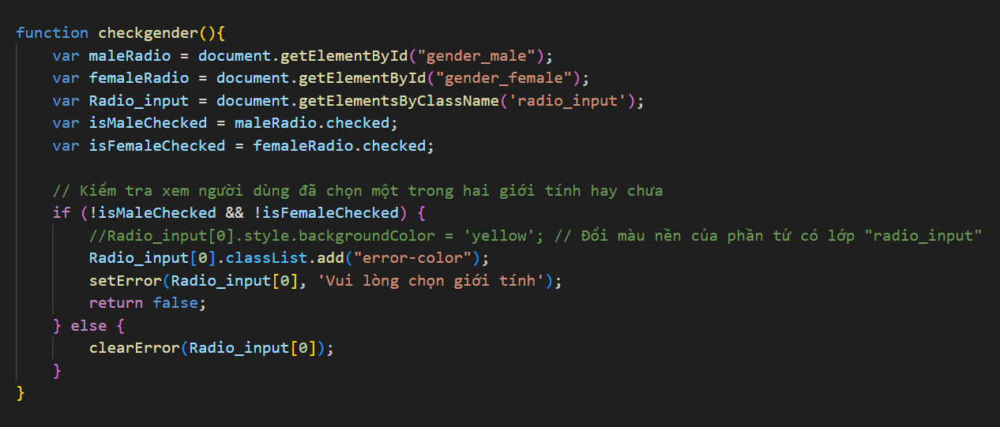 function checkgender(){
var maleRadio = document.getElementById("gender_male");
var femaleRadio = document.getElementById("gender_female");
var Radio_input = document.getElementsByClassName('radio_input');
var isMaleChecked = maleRadio.checked;
var isFemaleChecked = femaleRadio.checked;
// Kiểm tra xem người dùng đã chọn một trong hai giới tính hay chưa
if (!isMaleChecked && !isFemaleChecked) {
//Radio_input[0].style.backgroundColor = 'yellow'; // Đổi màu nền của phần tử có lớp "radio_input"
Radio_input[0].classList.add("error-color");
setError(Radio_input[0], 'Vui lòng chọn giới tính');
return false;
} else {
clearError(Radio_input[0]);
}
}